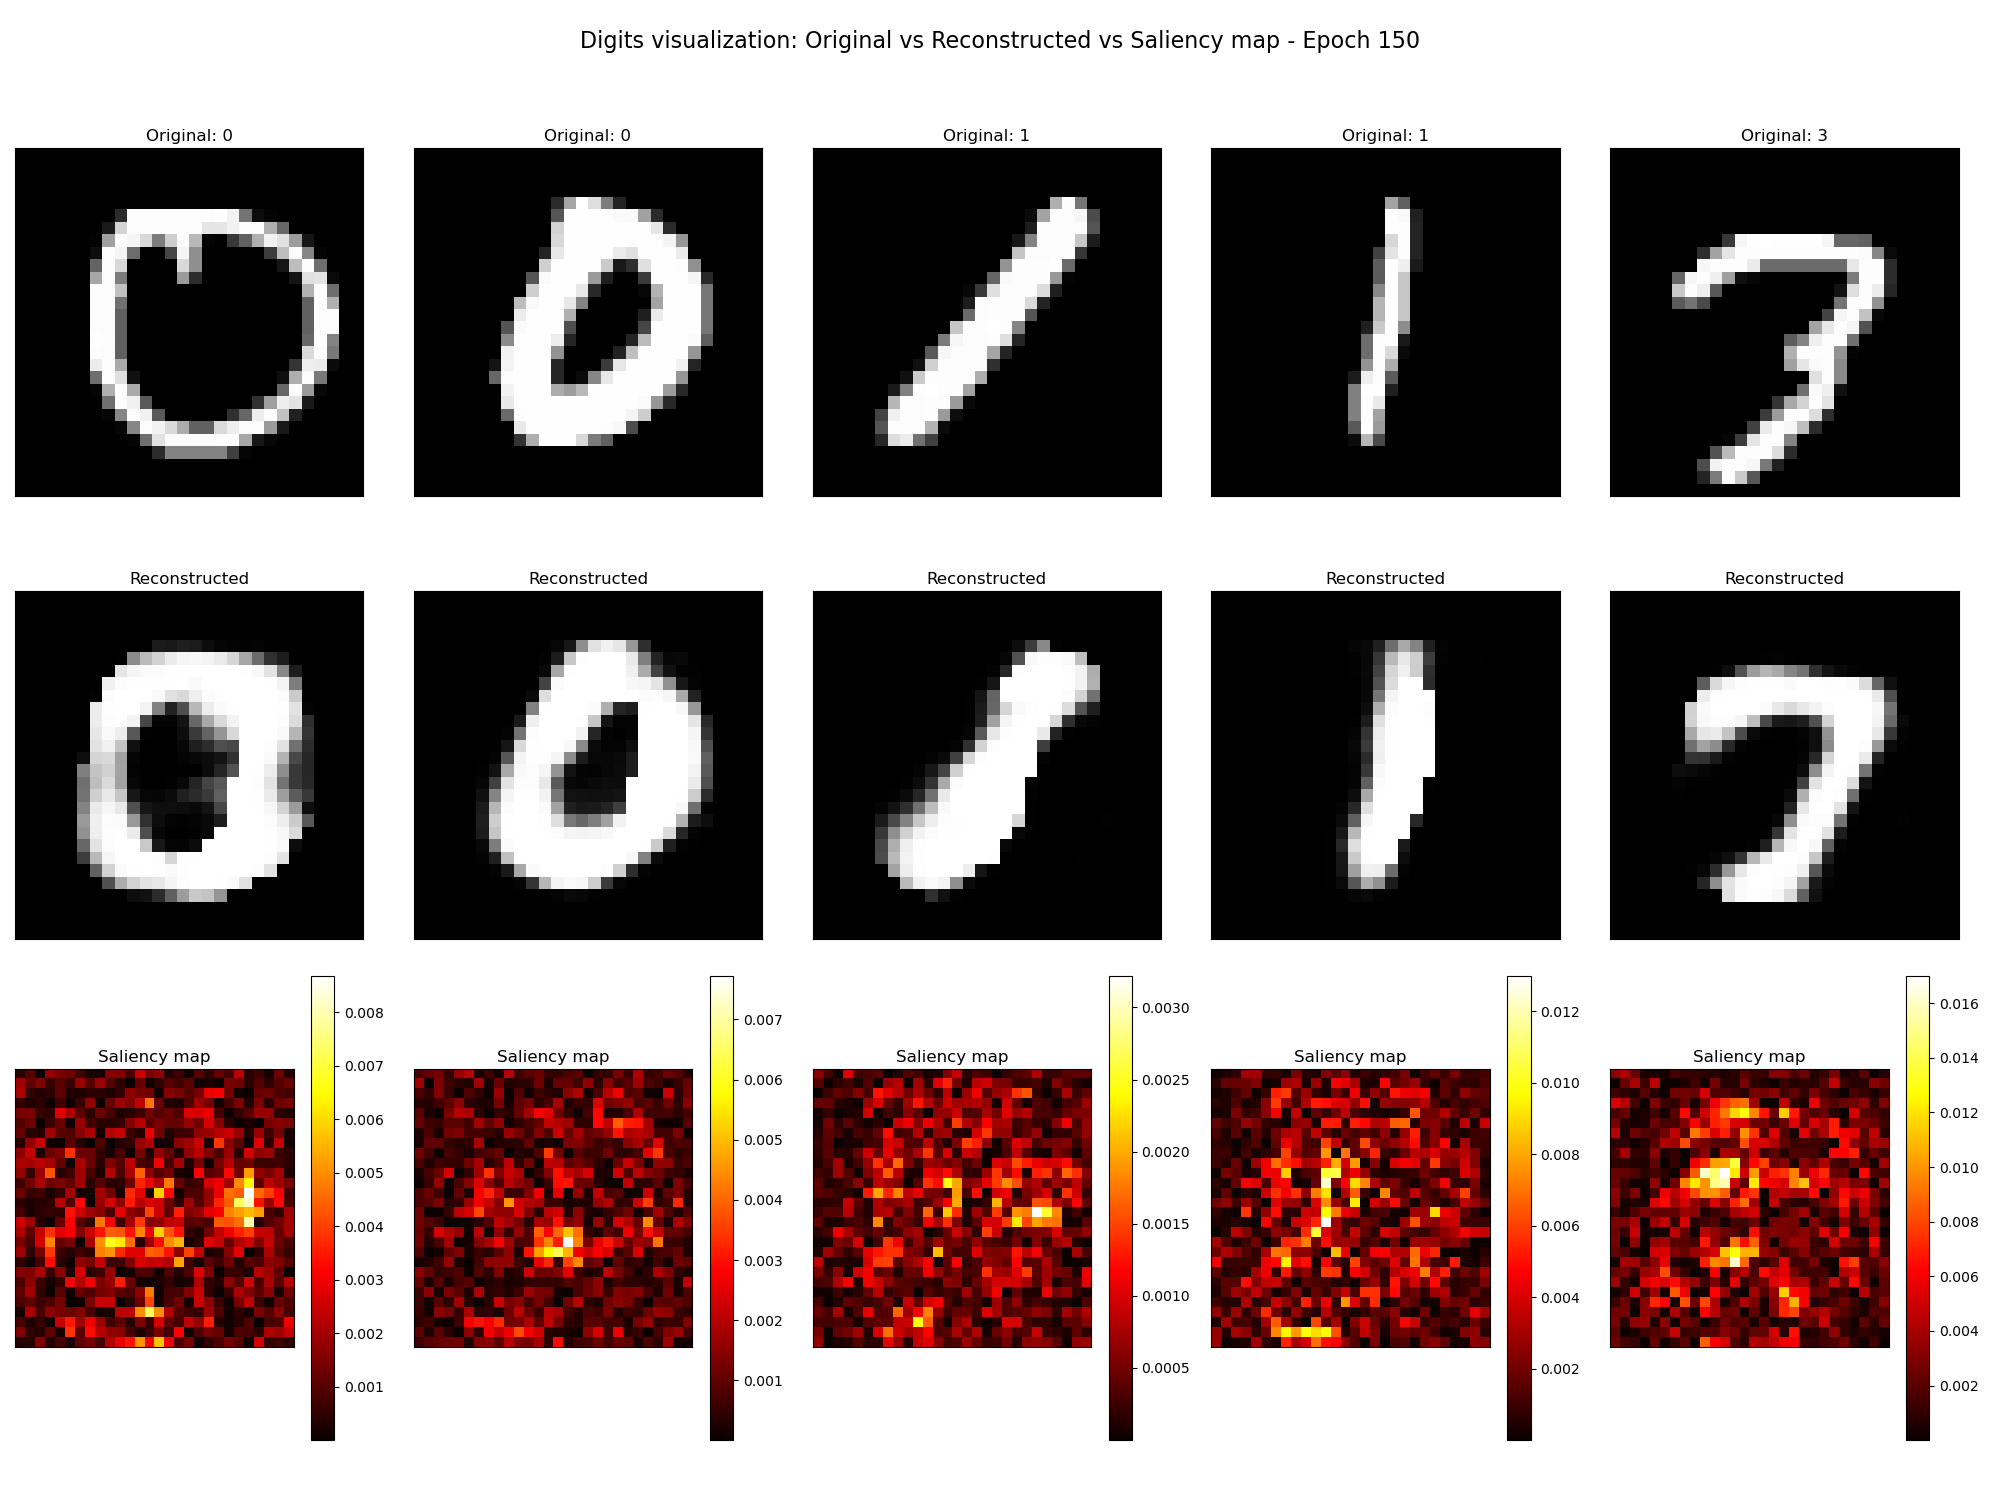 Digits visualization: Original vs Reconstructed vs Saliency map - Epoch 150
Original: 0
Original: 0
Original: 1
Original: 1
Original: 3
Reconstructed
Reconstructed
Reconstructed
Reconstructed
Reconstructed
Saliency map
0.008
0.007
0.006
0.005
0.004
0.003
0.002
0.001
Saliency map
0.007
0.006
0.005
0.004
0.003
0.002
0.001
Saliency map
0.0030
0.0025
0.0020
0.0015
0.0010
0.0005
Saliency map
0.012
0.010
0.008
0.006
0.004
0.002
Saliency map
0.016
0.014
0.012
0.010
0.008
0.006
0.004
0.002